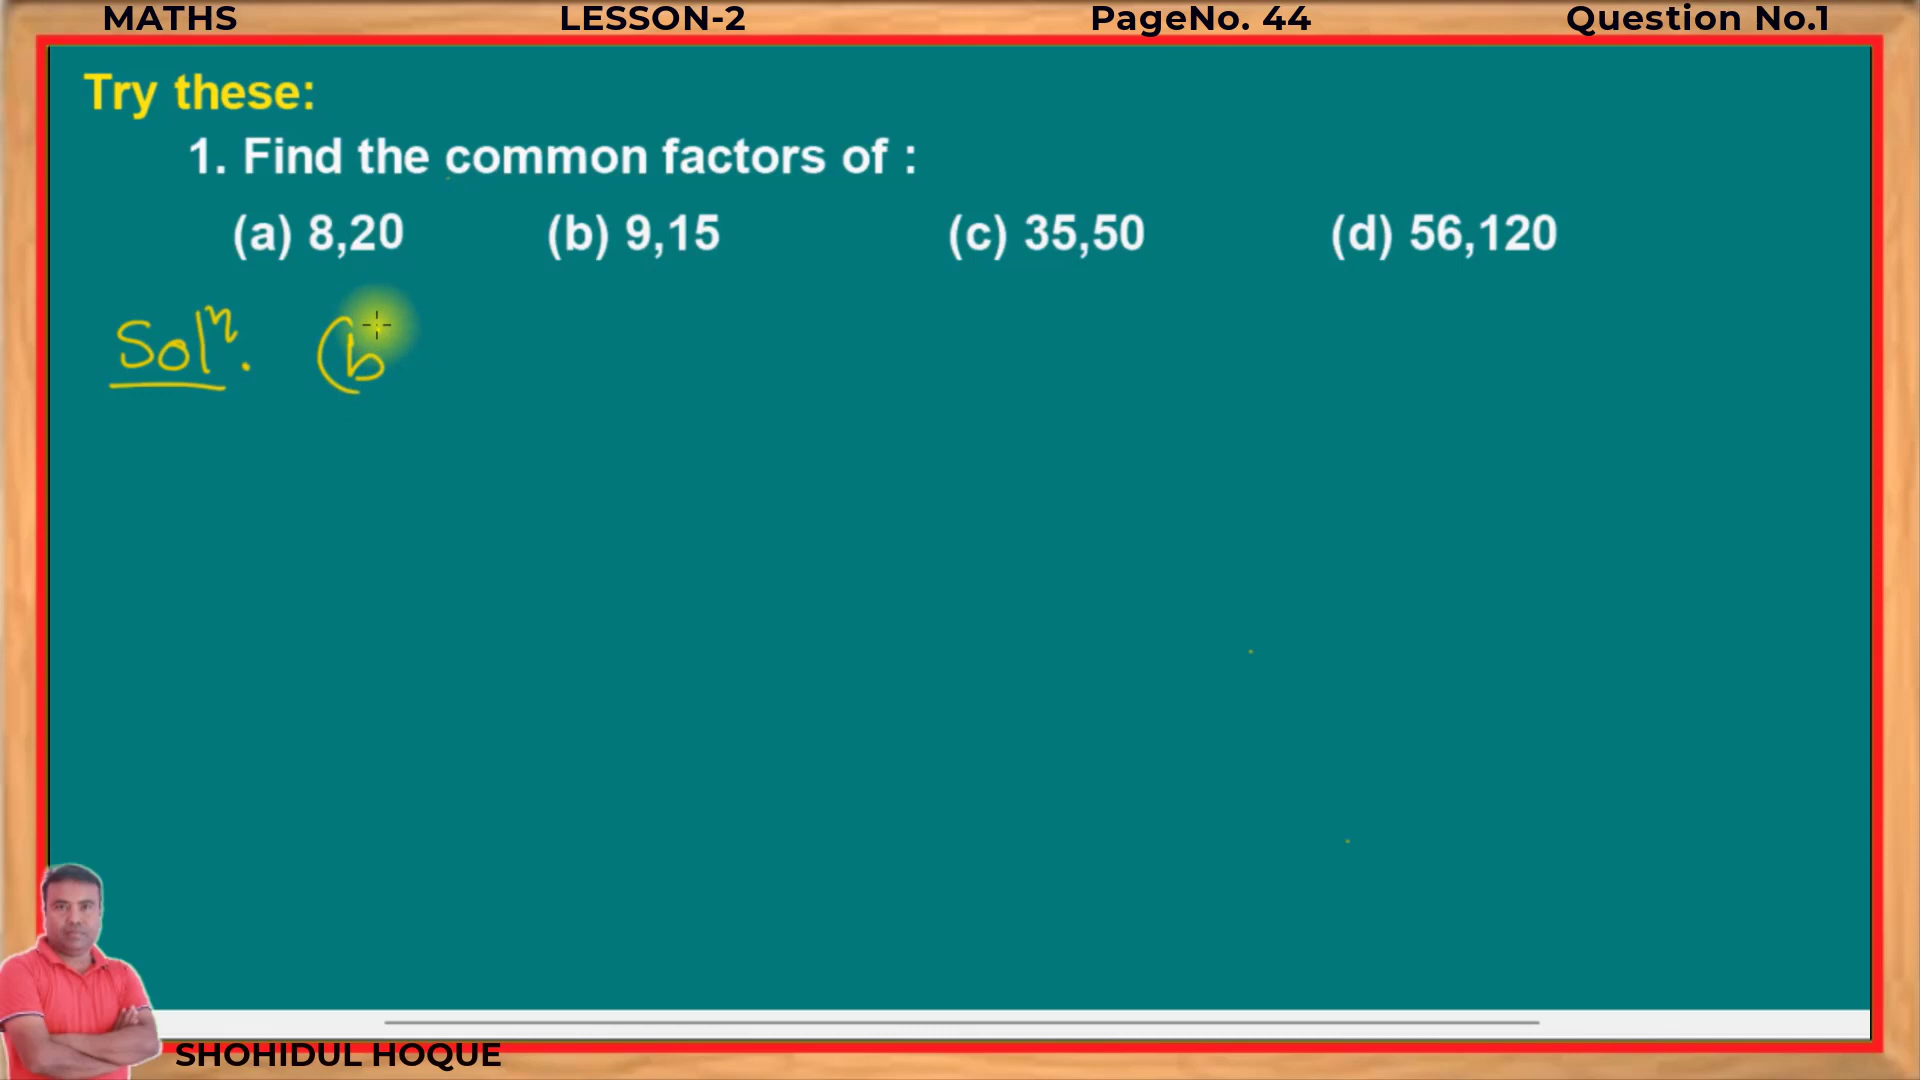 MATHS LESSON-2 PageNo. 44 Question No.1
Try these:
1. Find the common factors of :
(a) 8,20 (b) 9,15 (c) 35,50 (d) 56,120
Solⁿ. (b
SHOHIDUL HOQUE